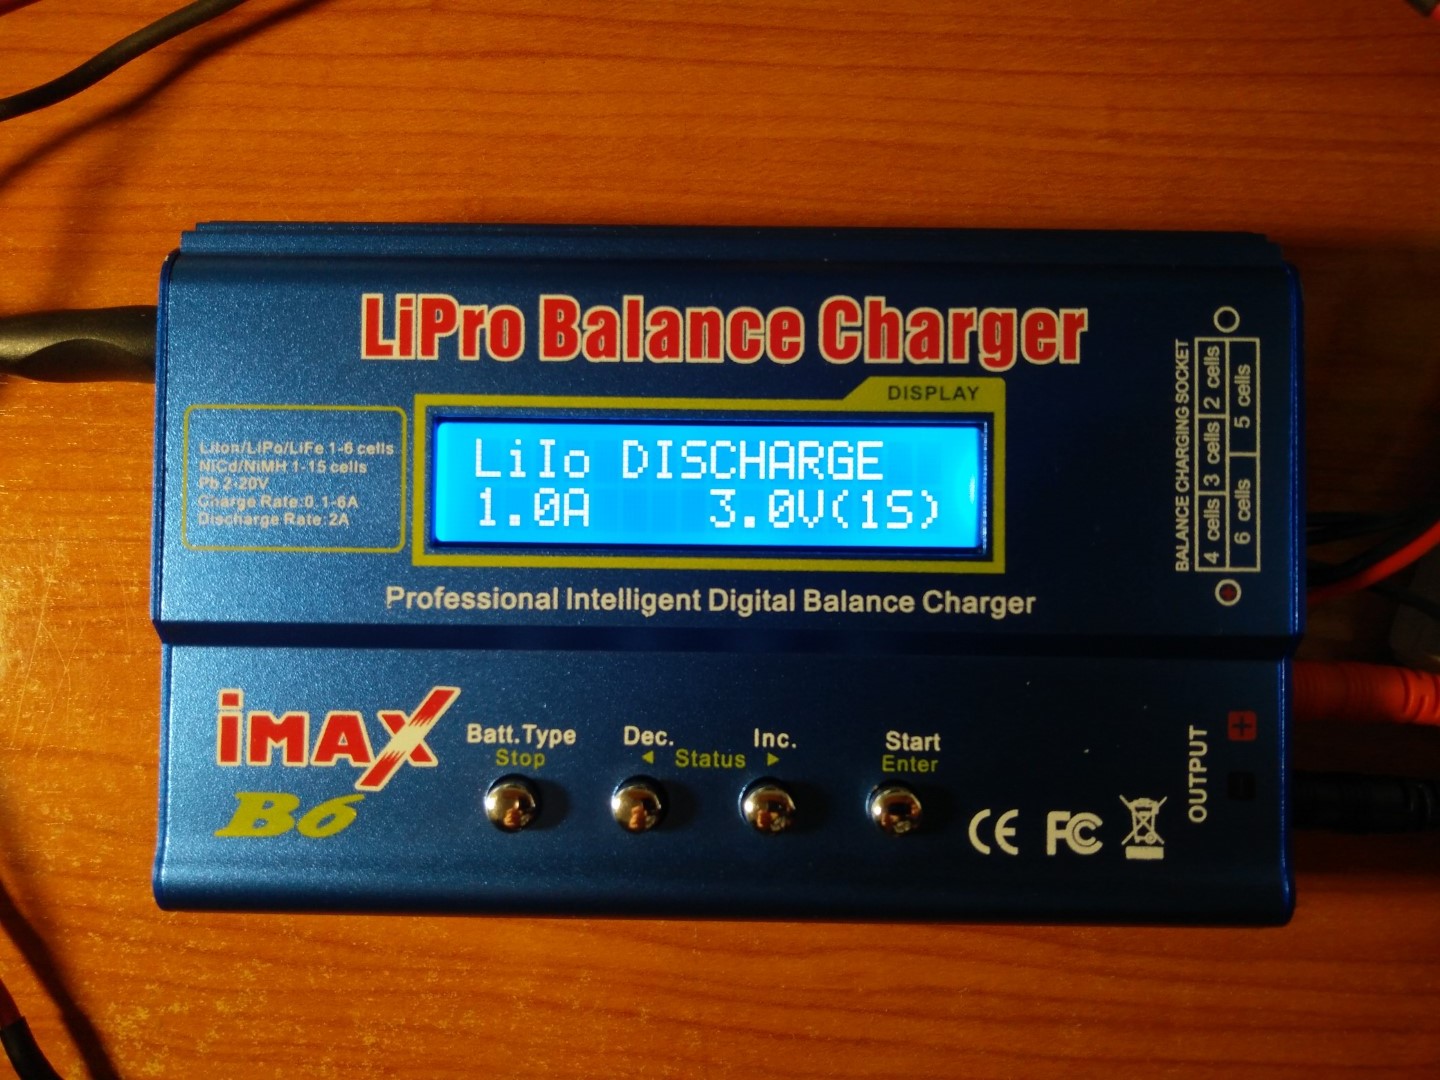 LiPro Balance Charger
DISPLAY
LiIo DISCHARGE
1.0A 3.0V(1S)
LiIon/LiPo/LiFe 1-6 cells
NiCd/NiMH 1-15 cells
Pb 2-20V
Charge Rate:0.1-6A
Discharge Rate:2A
Professional Intelligent Digital Balance Charger
BALANCE CHARGING SOCKET
4 cells 3 cells 2 cells
6 cells 5 cells
iMAX
B6
Batt.Type
Stop
Dec.
◄ Status ►
Inc.
Start
Enter
CE FC
OUTPUT
+
-